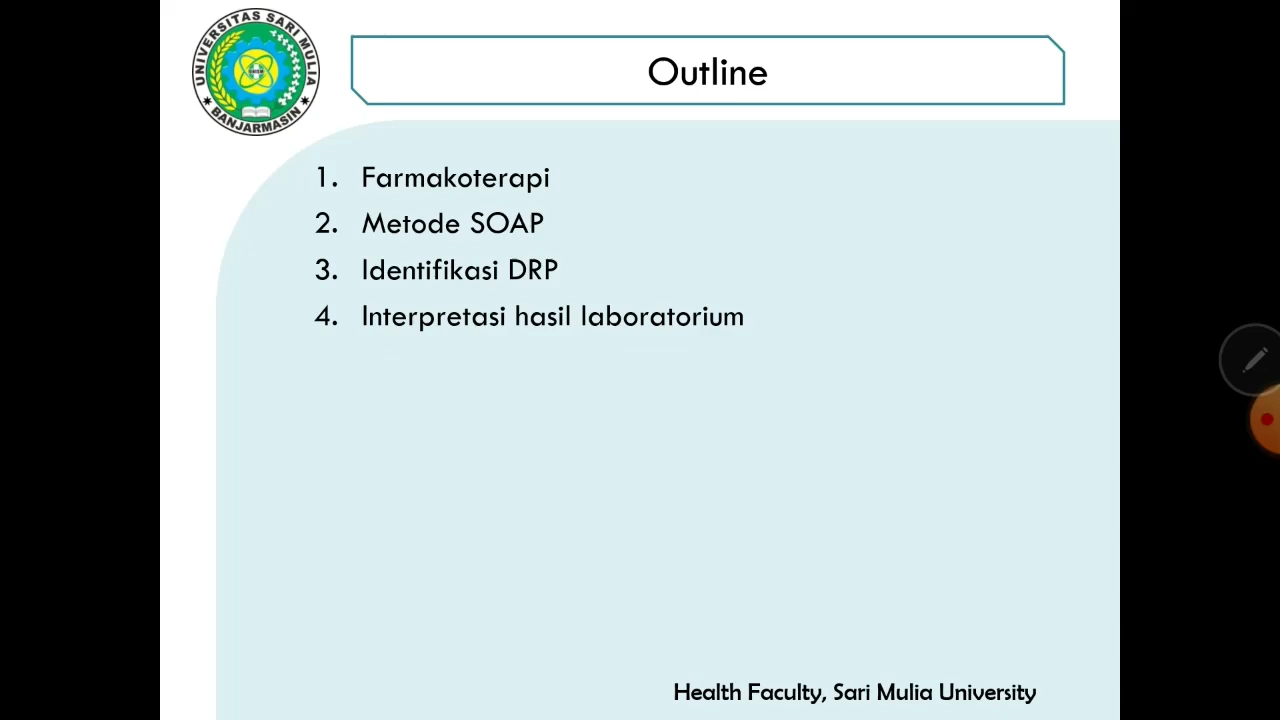 UNIVERSITAS SARI MULIA
BANJARMASIN
Outline
1. Farmakoterapi
2. Metode SOAP
3. Identifikasi DRP
4. Interpretasi hasil laboratorium
Health Faculty, Sari Mulia University